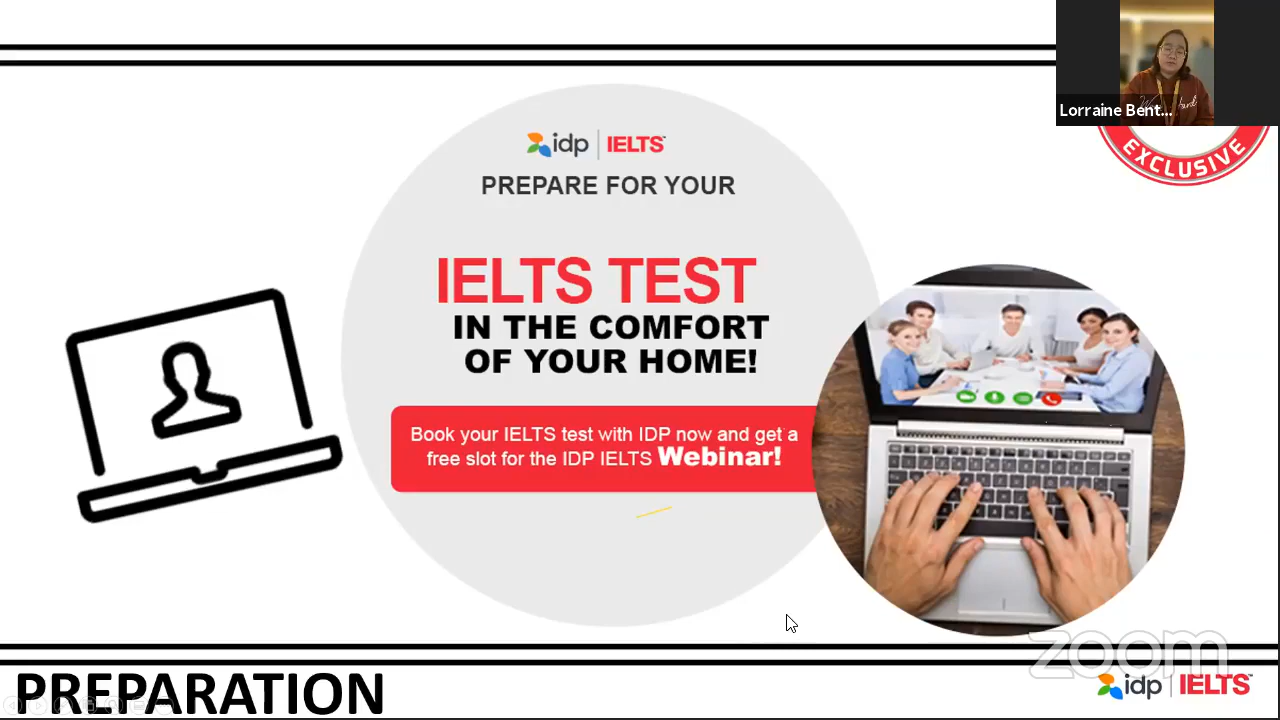 Lorraine Bent...
EXCLUSIVE
idp | IELTS
PREPARE FOR YOUR
IELTS TEST
IN THE COMFORT
OF YOUR HOME!
Book your IELTS test with IDP now and get a
free slot for the IDP IELTS Webinar!
zoom
PREPARATION
idp | IELTS